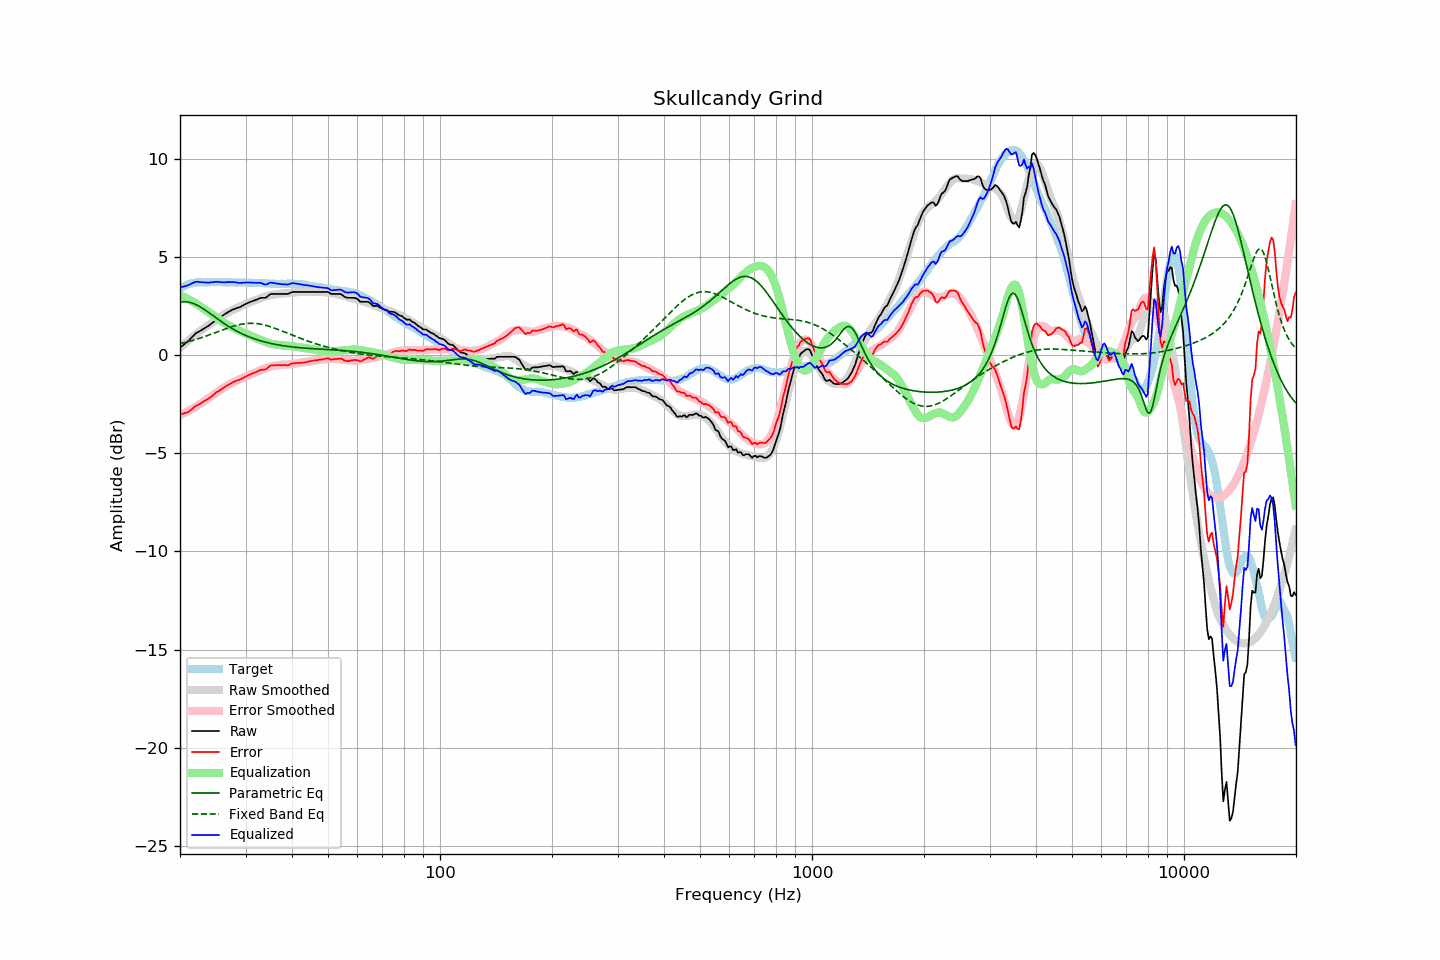 Skullcandy Grind
Amplitude (dBr)
10
5
0
−5
−10
−15
−20
−25
Target
Raw Smoothed
Error Smoothed
Raw
Error
Equalization
Parametric Eq
Fixed Band Eq
Equalized
100
1000
10000
Frequency (Hz)